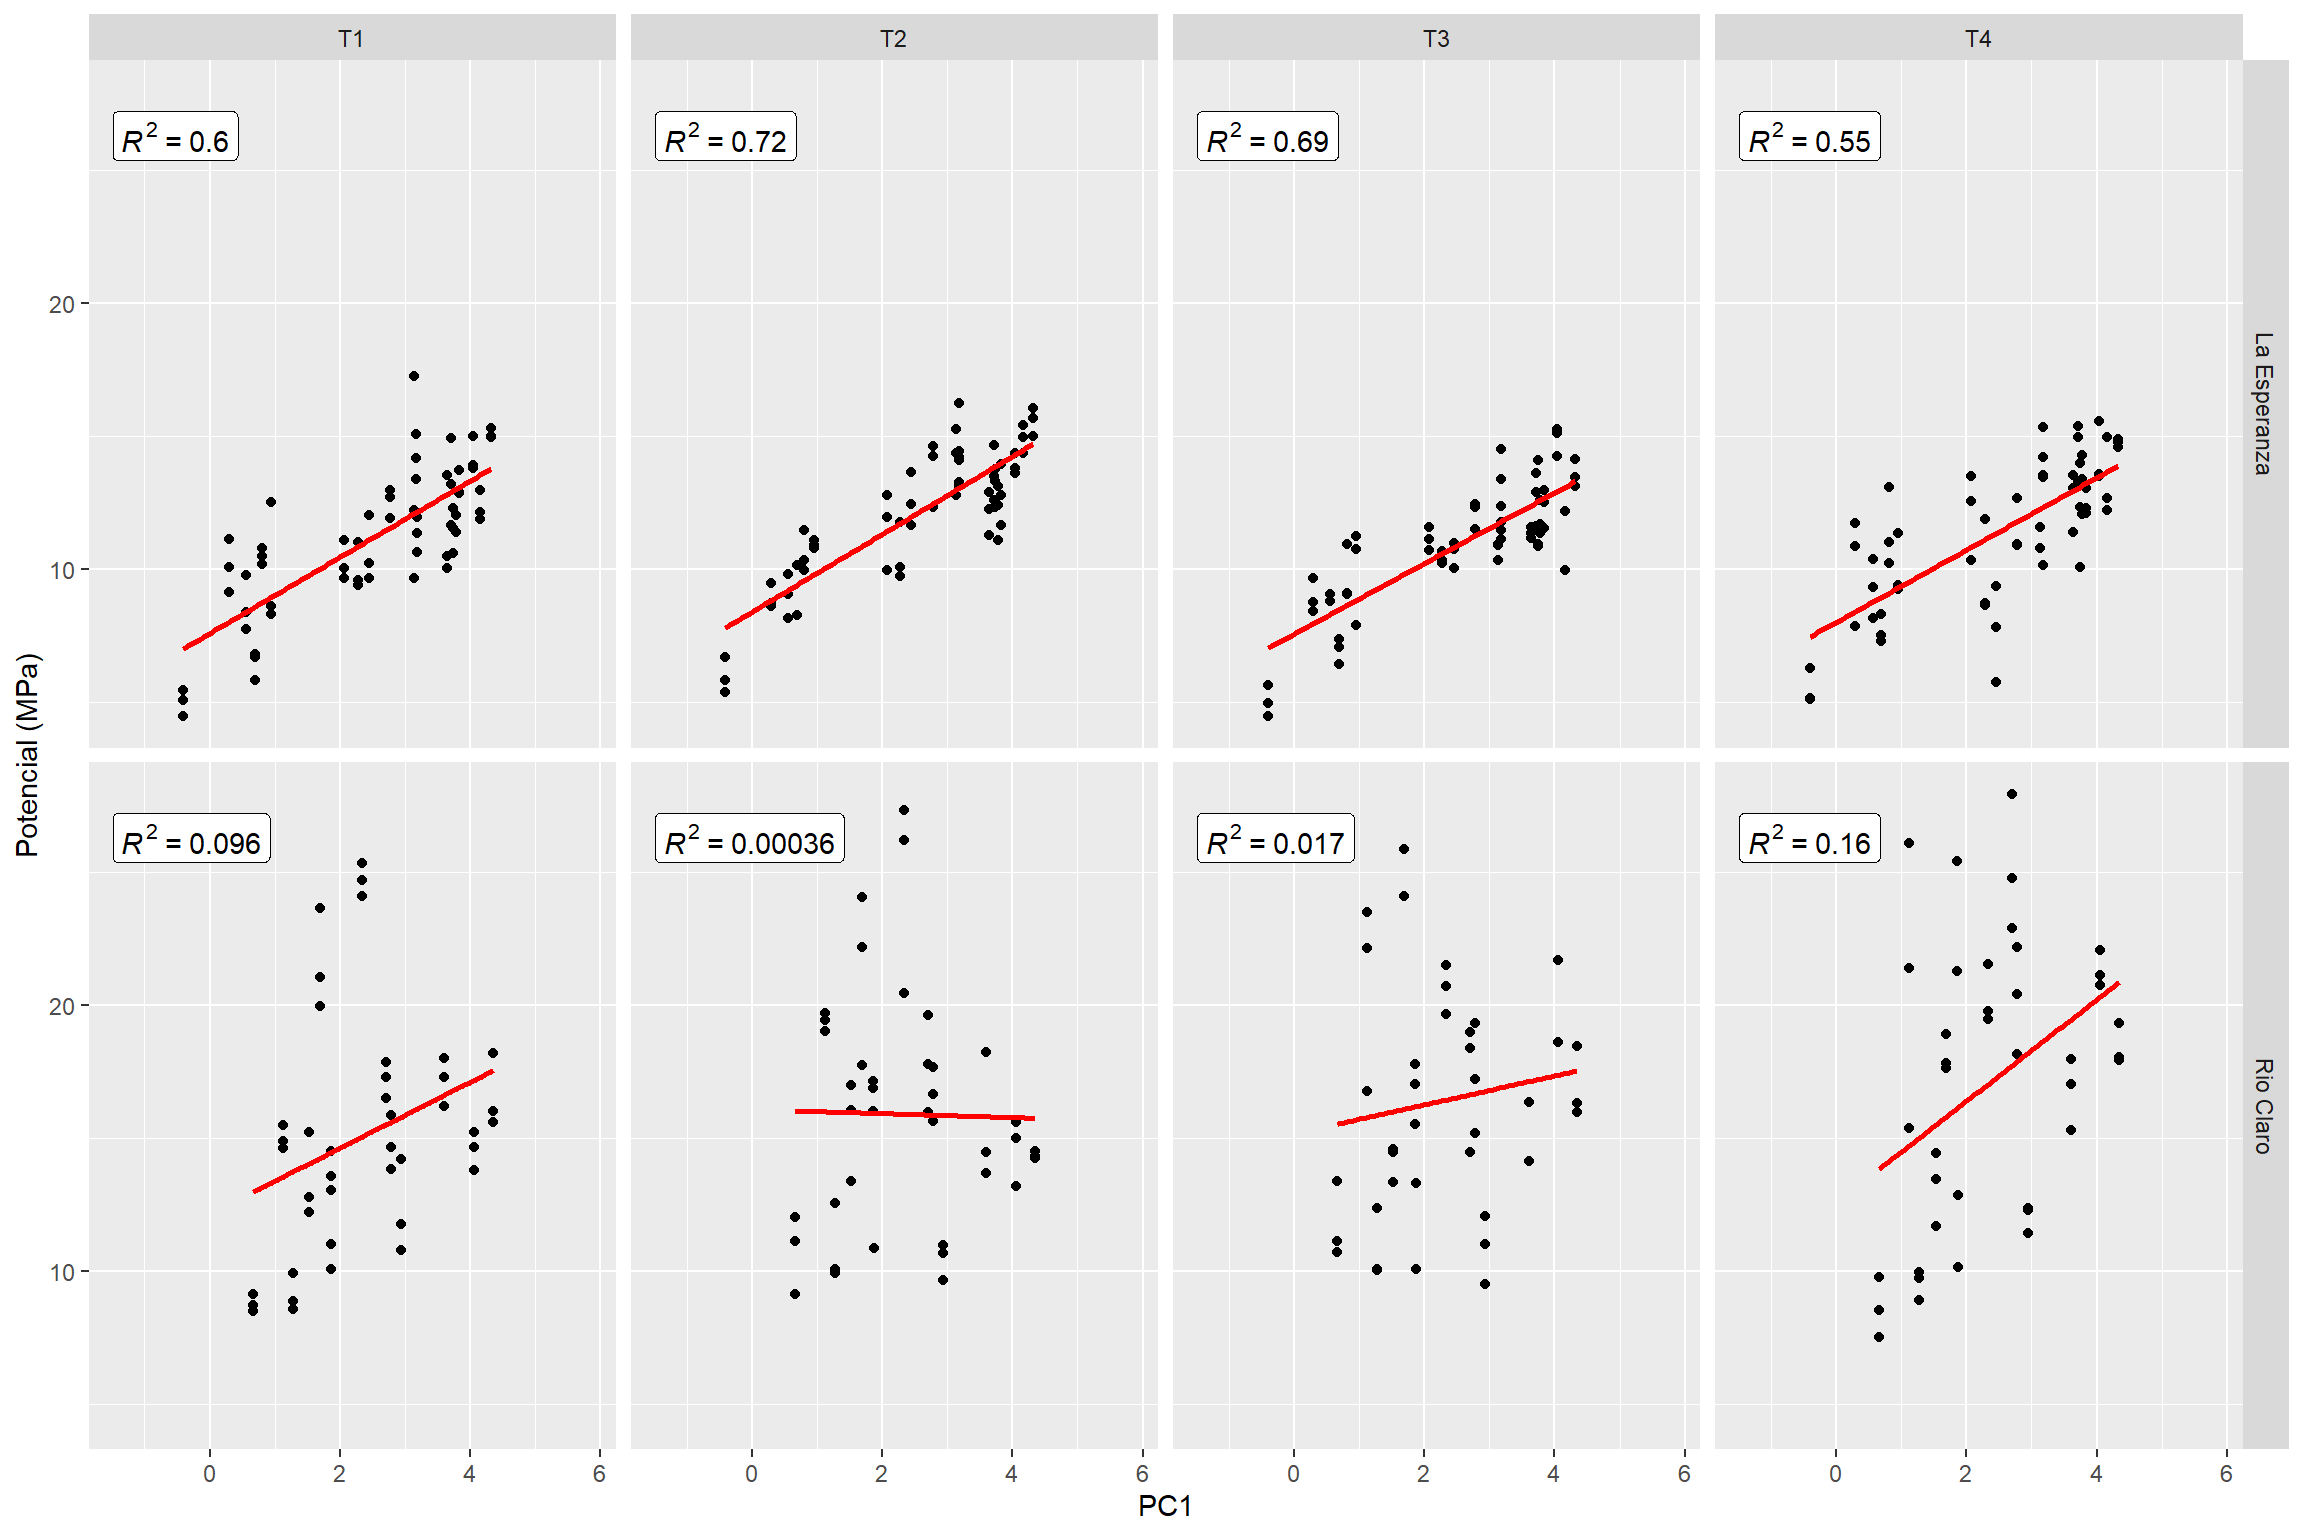 T1
T2
T3
T4
R² = 0.6
R² = 0.72
R² = 0.69
R² = 0.55
20
10
La Esperanza
Potencial (MPa)
R² = 0.096
R² = 0.00036
R² = 0.017
R² = 0.16
20
10
Rio Claro
0 2 4 6
0 2 4 6
0 2 4 6
0 2 4 6
PC1